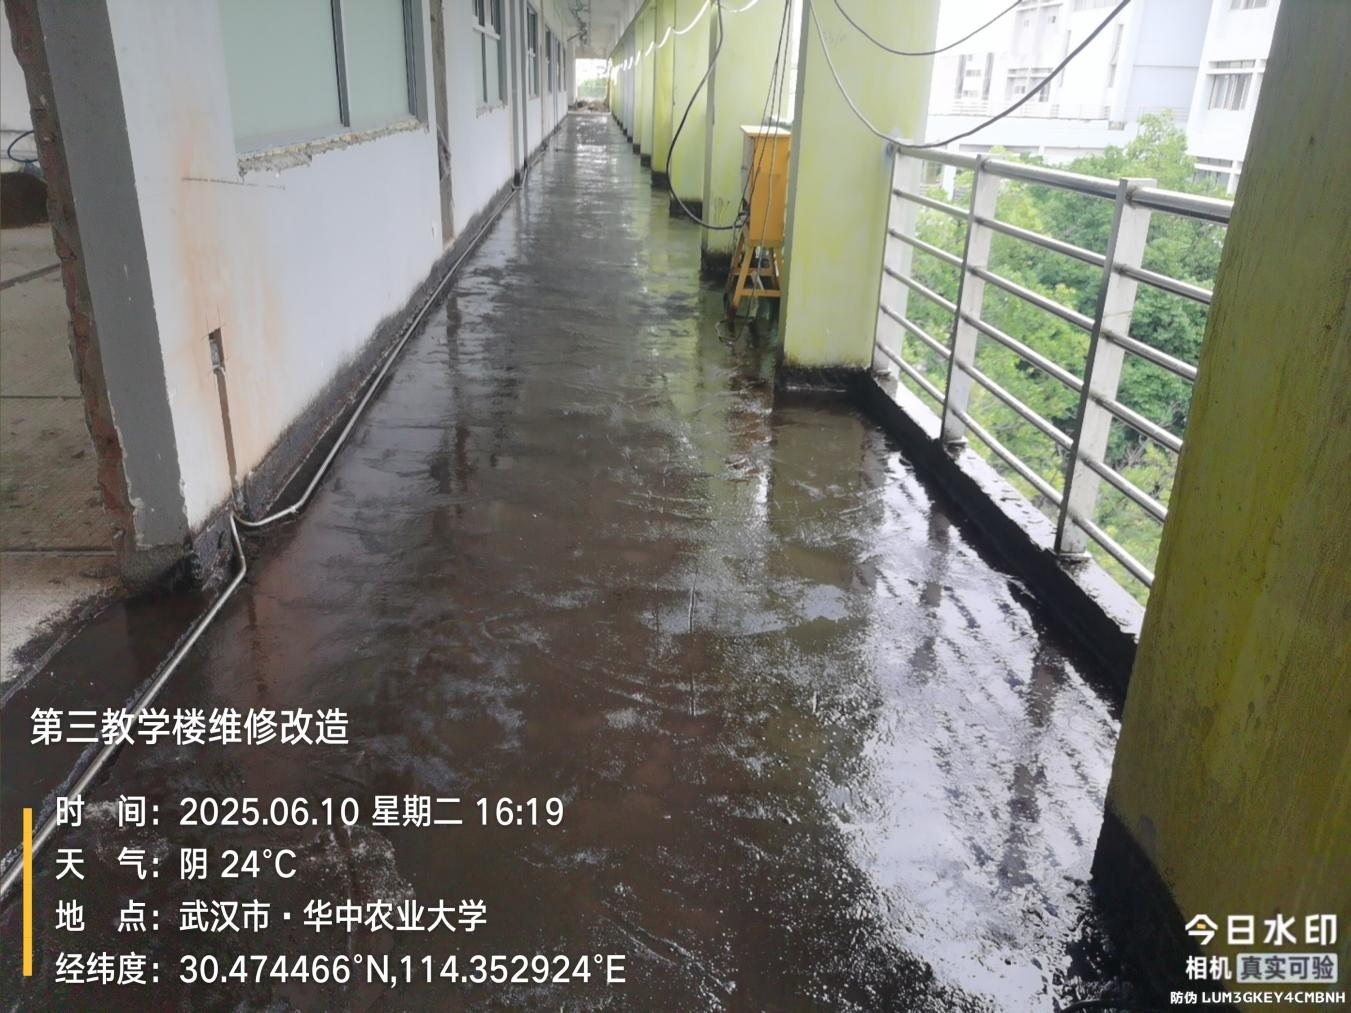 第三教学楼维修改造
时 间：2025.06.10 星期二 16:19
天 气：阴 24°C
地 点：武汉市·华中农业大学
经纬度：30.474466°N,114.352924°E
今日水印
相机 真实可验
防伪 LUM3GKEY4CMBNH